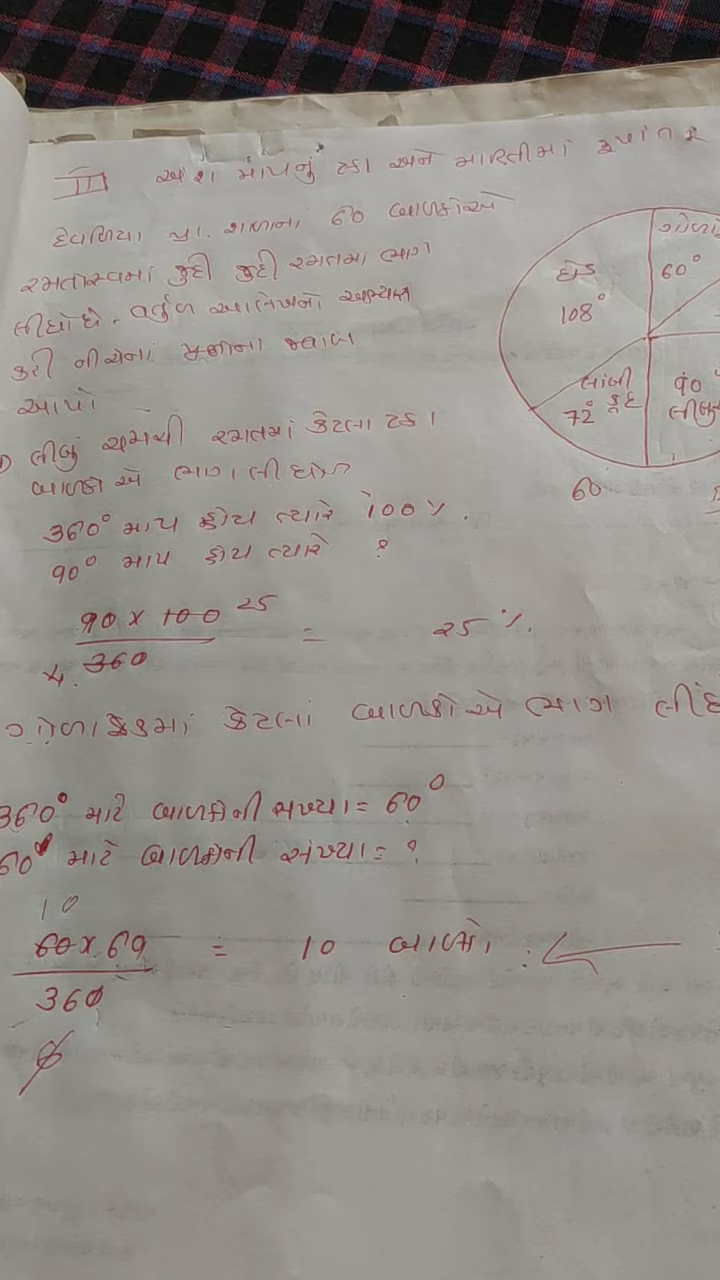 III અંશ માપનું ટકા અને માહિતીમાં રૂપાંતર
દેવળિયા પ્રા. શાળાનાં 60 બાળકોએ
રમતોત્સવમાં જુદી જુદી રમતમાં ભાગ
લીધો છે. વર્તુળ આલેખનો અભ્યાસ
કરી નીચેનાં પ્રશ્નોના જવાબ
આપો
ગોળા
60°
દોડ
108°
લાંબી
72° કૂદ
90°
લીંબુ
60
1) લીંબું ચમચી રમતમાં કેટલા ટકા
બાળકો એ ભાગ લીધો
360° માપ હોય ત્યારે 100 %.
90° માપ હોય ત્યારે ?
90 x 100 25
4. 360
= 25 %.
ગોળાફેંકમાં કેટલાં બાળકોએ ભાગ લીધ
360° માટે બાળકોની સંખ્યા = 60°
60° માટે બાળકોની સંખ્યા = ?
10
60 x 60 = 10 બાળકો
360
6